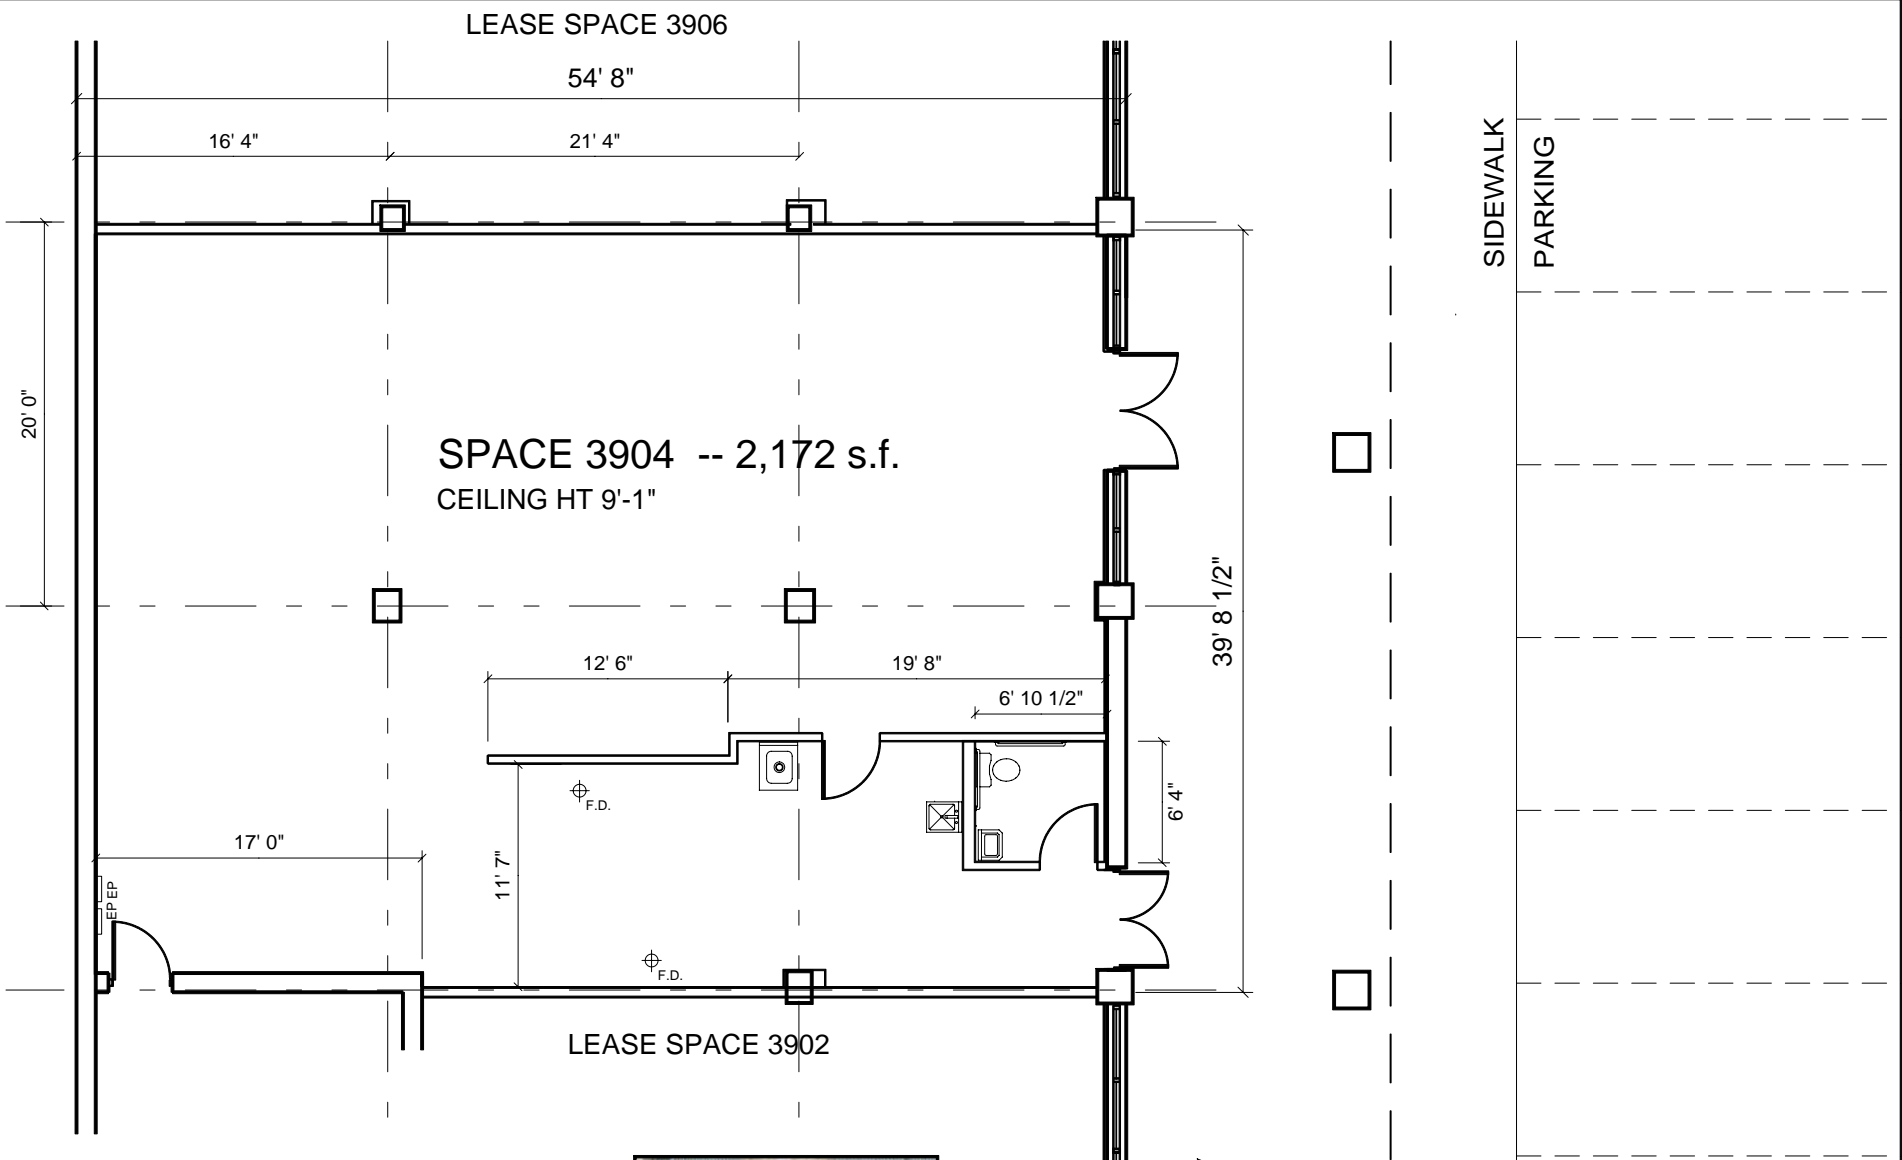 LEASE SPACE 3906
54' 8"
16' 4"
21' 4"
SIDEWALK
PARKING
20' 0"
SPACE 3904 -- 2,172 s.f.
CEILING HT 9'-1"
39' 8 1/2"
12' 6"
19' 8"
6' 10 1/2"
6' 4"
F.D.
17' 0"
11' 7"
EP EP
F.D.
LEASE SPACE 3902